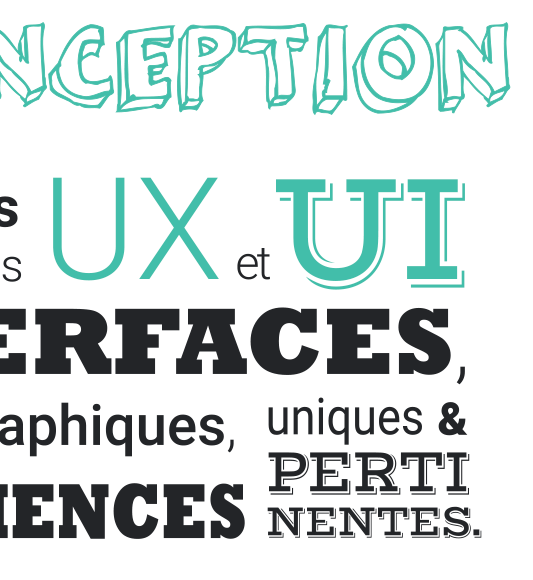 NCEPTION
s
s UX et UI
ERFACES,
aphiques, uniques &
PERTI
IENCES NENTES.